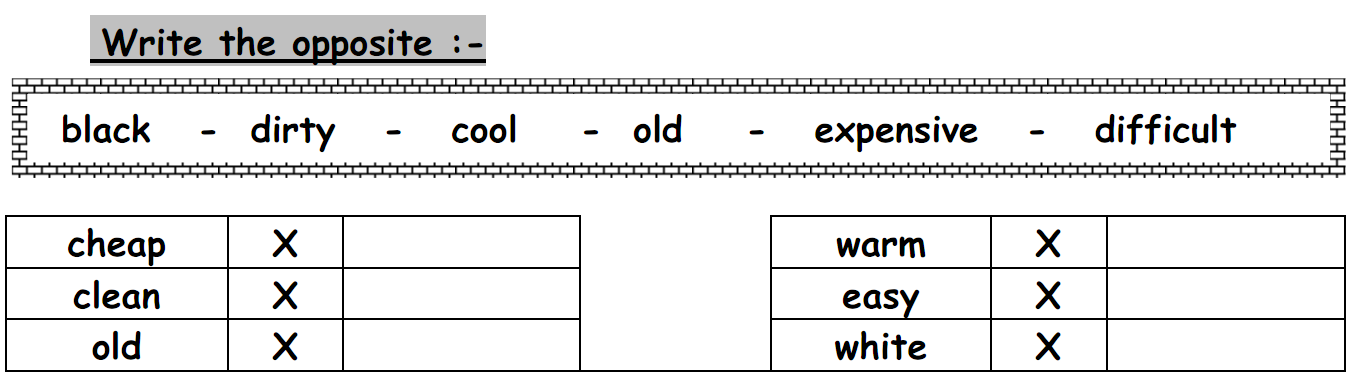 Write the opposite :-
black - dirty - cool - old - expensive - difficult
cheap X warm X
clean X easy X
old X white X